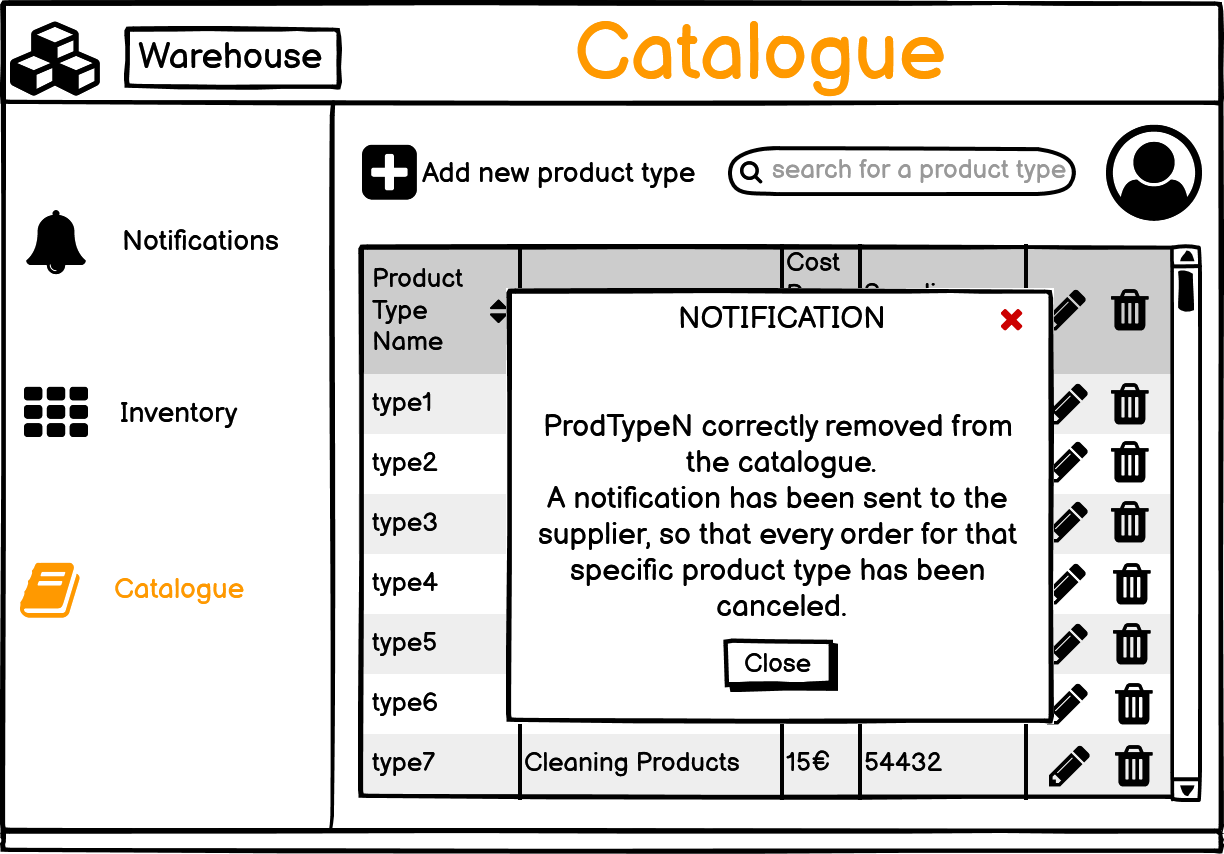 Warehouse
Catalogue
Add new product type
search for a product type
Notifications
Inventory
Catalogue
Product
Type
Name
Cost
NOTIFICATION
ProdTypeN correctly removed from
the catalogue.
A notification has been sent to the
supplier, so that every order for that
specific product type has been
canceled.
Close
type1
type2
type3
type4
type5
type6
type7 Cleaning Products 15€ 54432